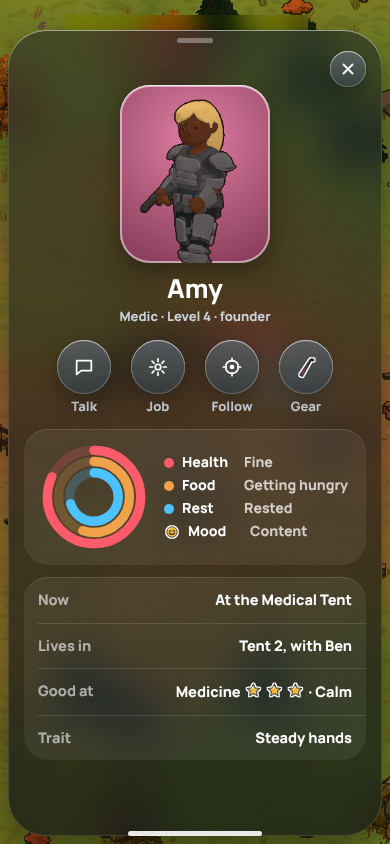 Amy
Medic · Level 4 · founder
Talk Job Follow Gear
Health Fine
Food Getting hungry
Rest Rested
Mood Content
Now At the Medical Tent
Lives in Tent 2, with Ben
Good at Medicine ⭐⭐⭐ · Calm
Trait Steady hands